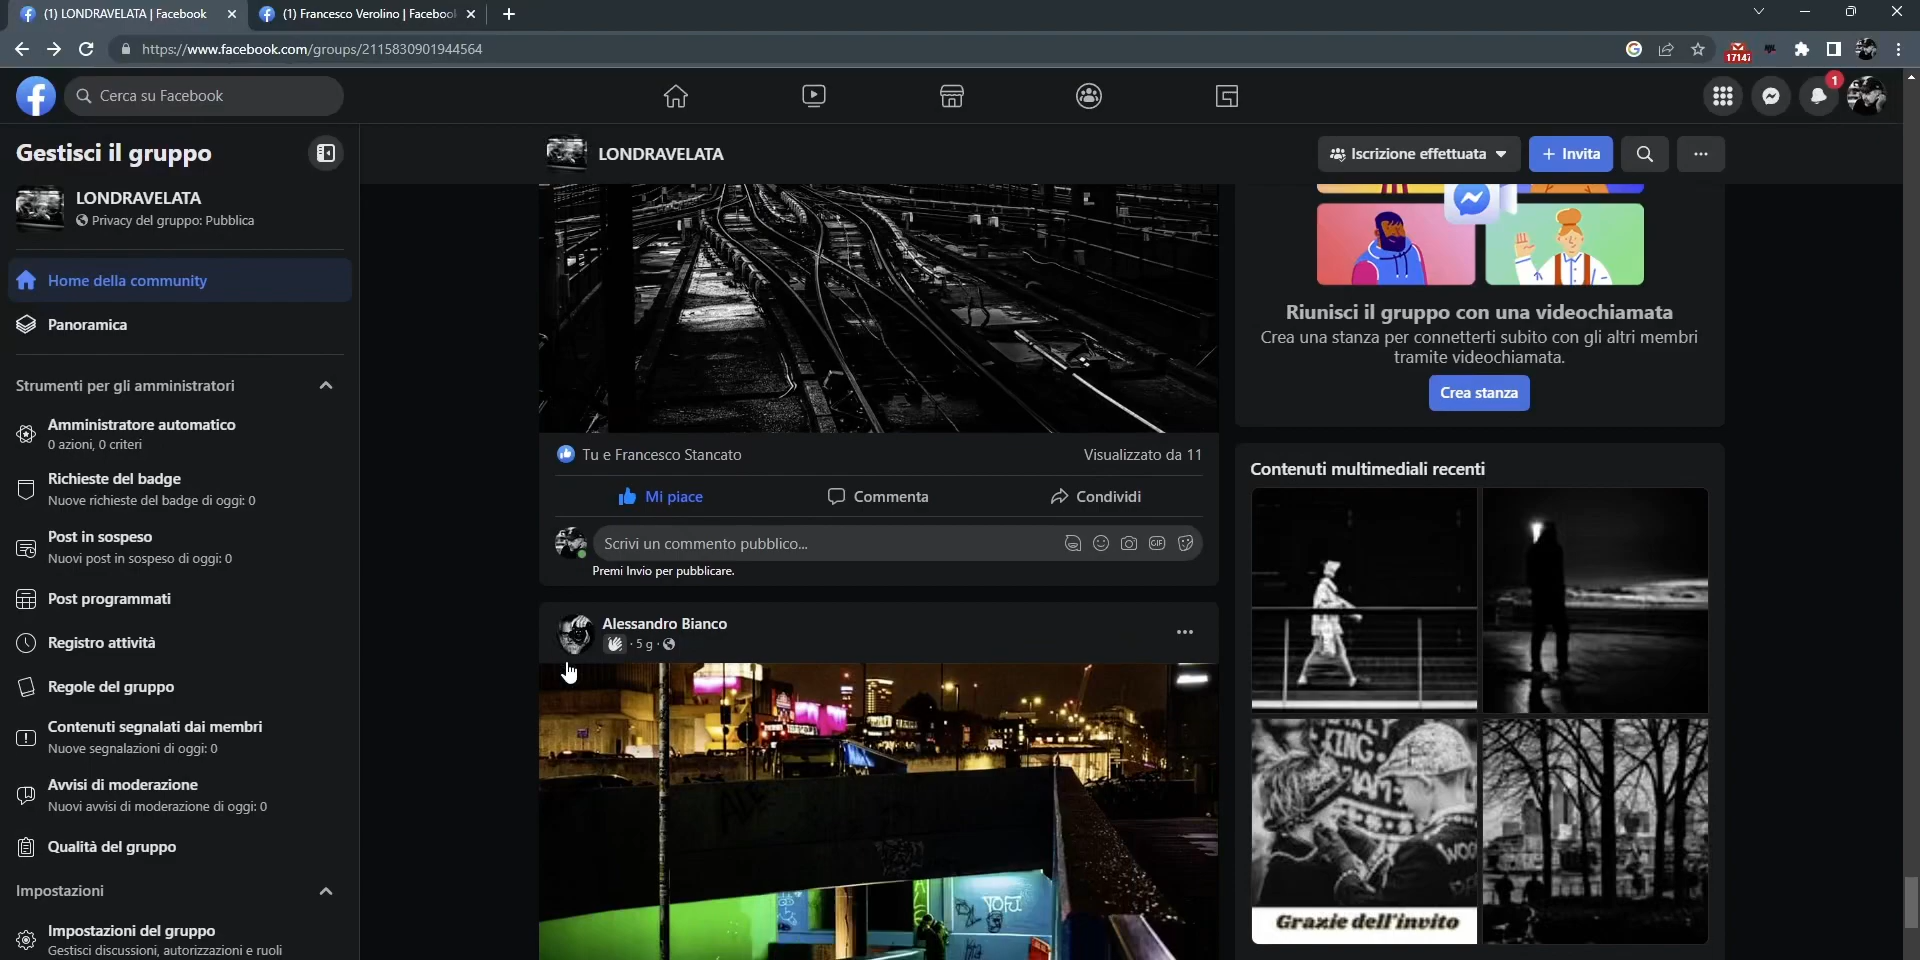 (1) LONDRAVELATA | Facebook
(1) Francesco Verolino | Facebook
https://www.facebook.com/groups/2115830901944564
17147
Cerca su Facebook
1
Gestisci il gruppo
LONDRAVELATA
Privacy del gruppo: Pubblica
Home della community
Panoramica
Strumenti per gli amministratori
Amministratore automatico
0 azioni, 0 criteri
Richieste del badge
Nuove richieste del badge di oggi: 0
Post in sospeso
Nuovi post in sospeso di oggi: 0
Post programmati
Registro attività
Regole del gruppo
Contenuti segnalati dai membri
Nuove segnalazioni di oggi: 0
Avvisi di moderazione
Nuovi avvisi di moderazione di oggi: 0
Qualità del gruppo
Impostazioni
Impostazioni del gruppo
Gestisci discussioni, autorizzazioni e ruoli
LONDRAVELATA
Iscrizione effettuata
+ Invita
Tu e Francesco Stancato
Visualizzato da 11
Mi piace
Commenta
Condividi
Scrivi un commento pubblico...
GIF
Premi Invio per pubblicare.
Alessandro Bianco
· 5 g ·
Riunisci il gruppo con una videochiamata
Crea una stanza per connetterti subito con gli altri membri
tramite videochiamata.
Crea stanza
Contenuti multimediali recenti
Grazie dell'invito